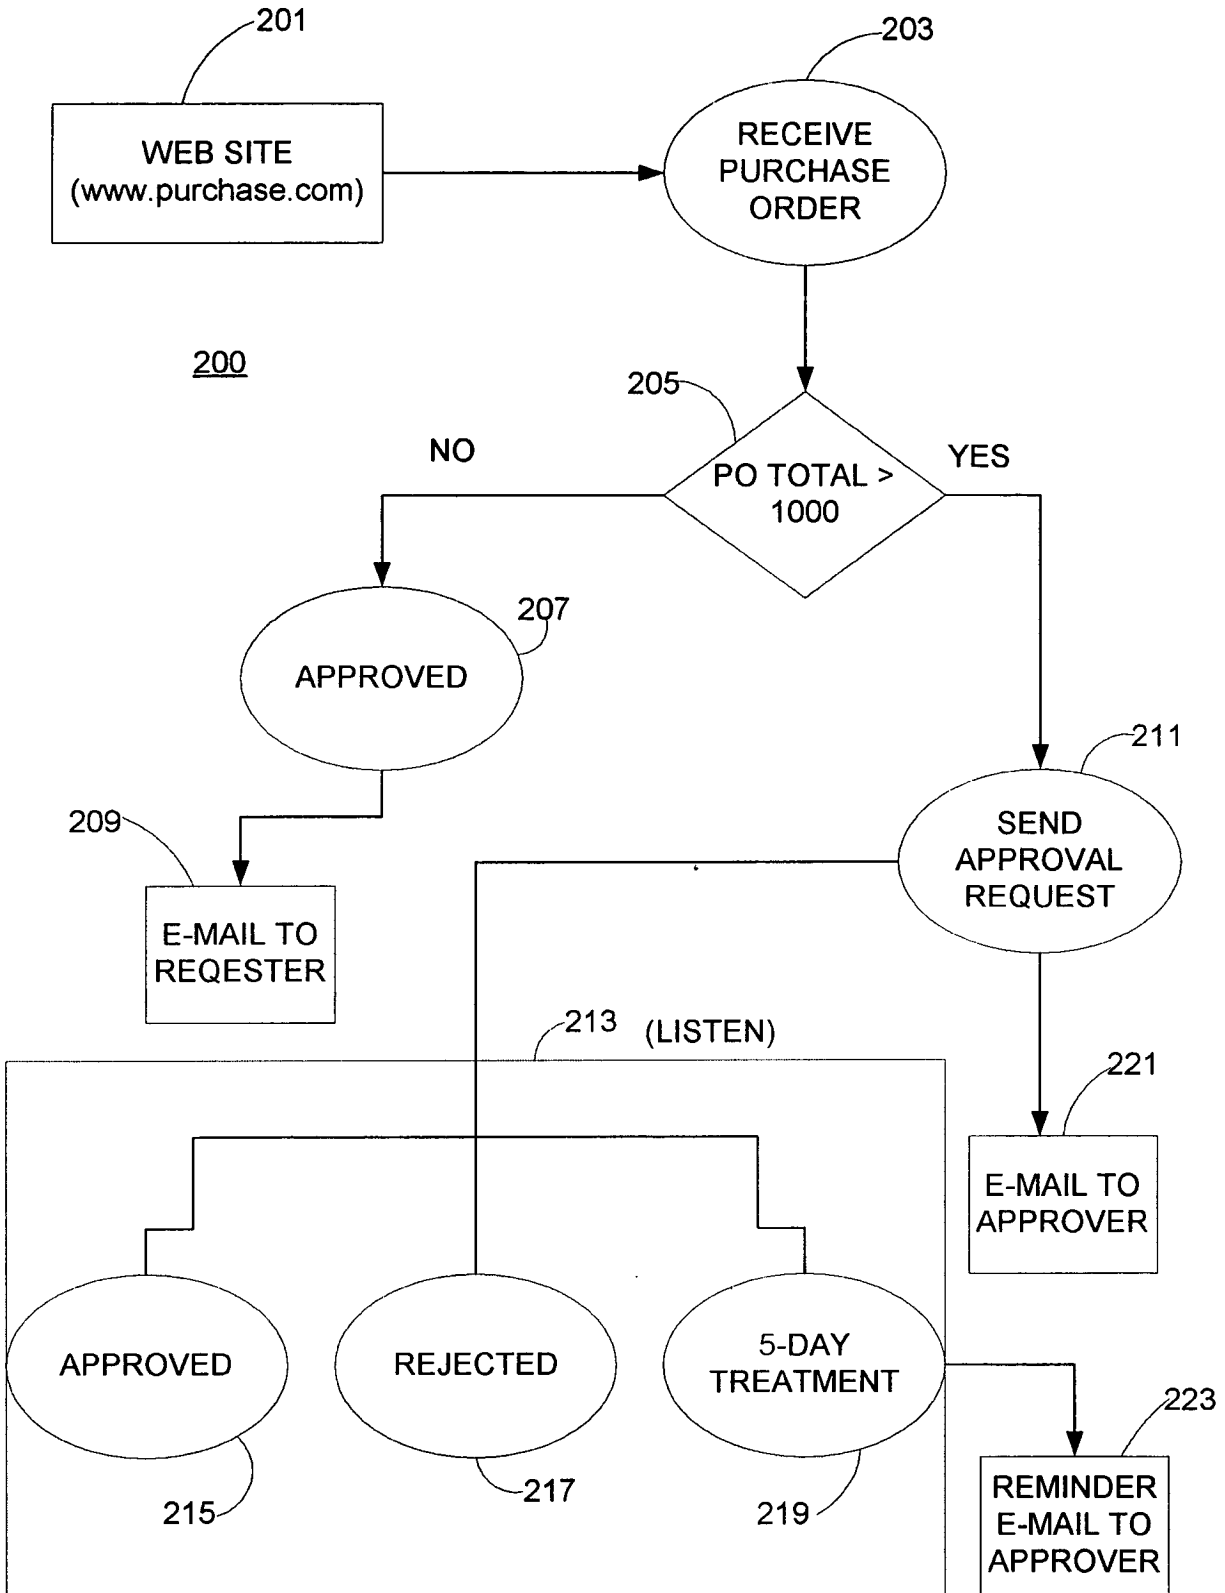 201
203
WEB SITE
(www.purchase.com)
RECEIVE
PURCHASE
ORDER
200
205
NO
YES
PO TOTAL >
1000
207
APPROVED
211
SEND
APPROVAL
REQUEST
209
E-MAIL TO
REQESTER
213
(LISTEN)
221
E-MAIL TO
APPROVER
APPROVED
REJECTED
5-DAY
TREATMENT
223
215
217
219
REMINDER
E-MAIL TO
APPROVER